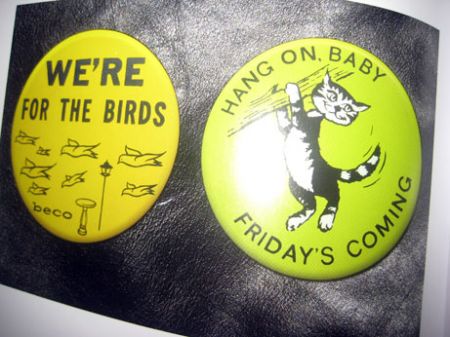 WE'RE
FOR THE BIRDS
beco
HANG ON, BABY
FRIDAY'S COMING